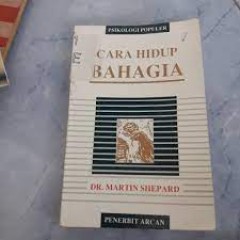 PSIKOLOGI POPULER
CARA HIDUP
BAHAGIA
DR. MARTIN SHEPARD
PENERBIT ARCAN